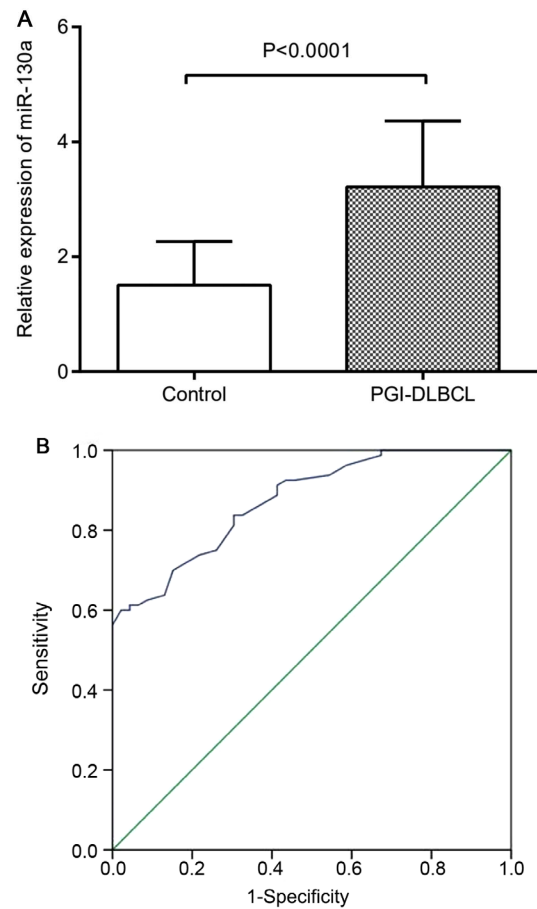 A
Relative expression of miR-130a
6
4
2
0
P<0.0001
Control
PGI-DLBCL
B
Sensitivity
1.0
0.8
0.6
0.4
0.2
0.0
0.0
0.2
0.4
0.6
0.8
1.0
1-Specificity